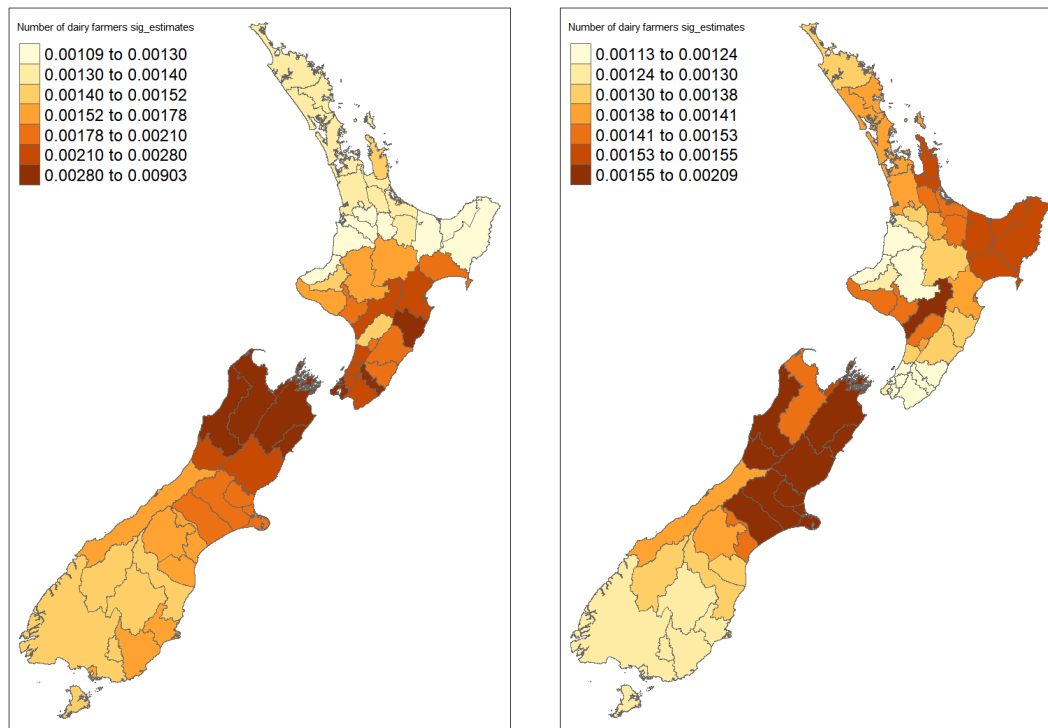 Number of dairy farmers sig_estimates
0.00109 to 0.00130
0.00130 to 0.00140
0.00140 to 0.00152
0.00152 to 0.00178
0.00178 to 0.00210
0.00210 to 0.00280
0.00280 to 0.00903
Number of dairy farmers sig_estimates
0.00113 to 0.00124
0.00124 to 0.00130
0.00130 to 0.00138
0.00138 to 0.00141
0.00141 to 0.00153
0.00153 to 0.00155
0.00155 to 0.00209